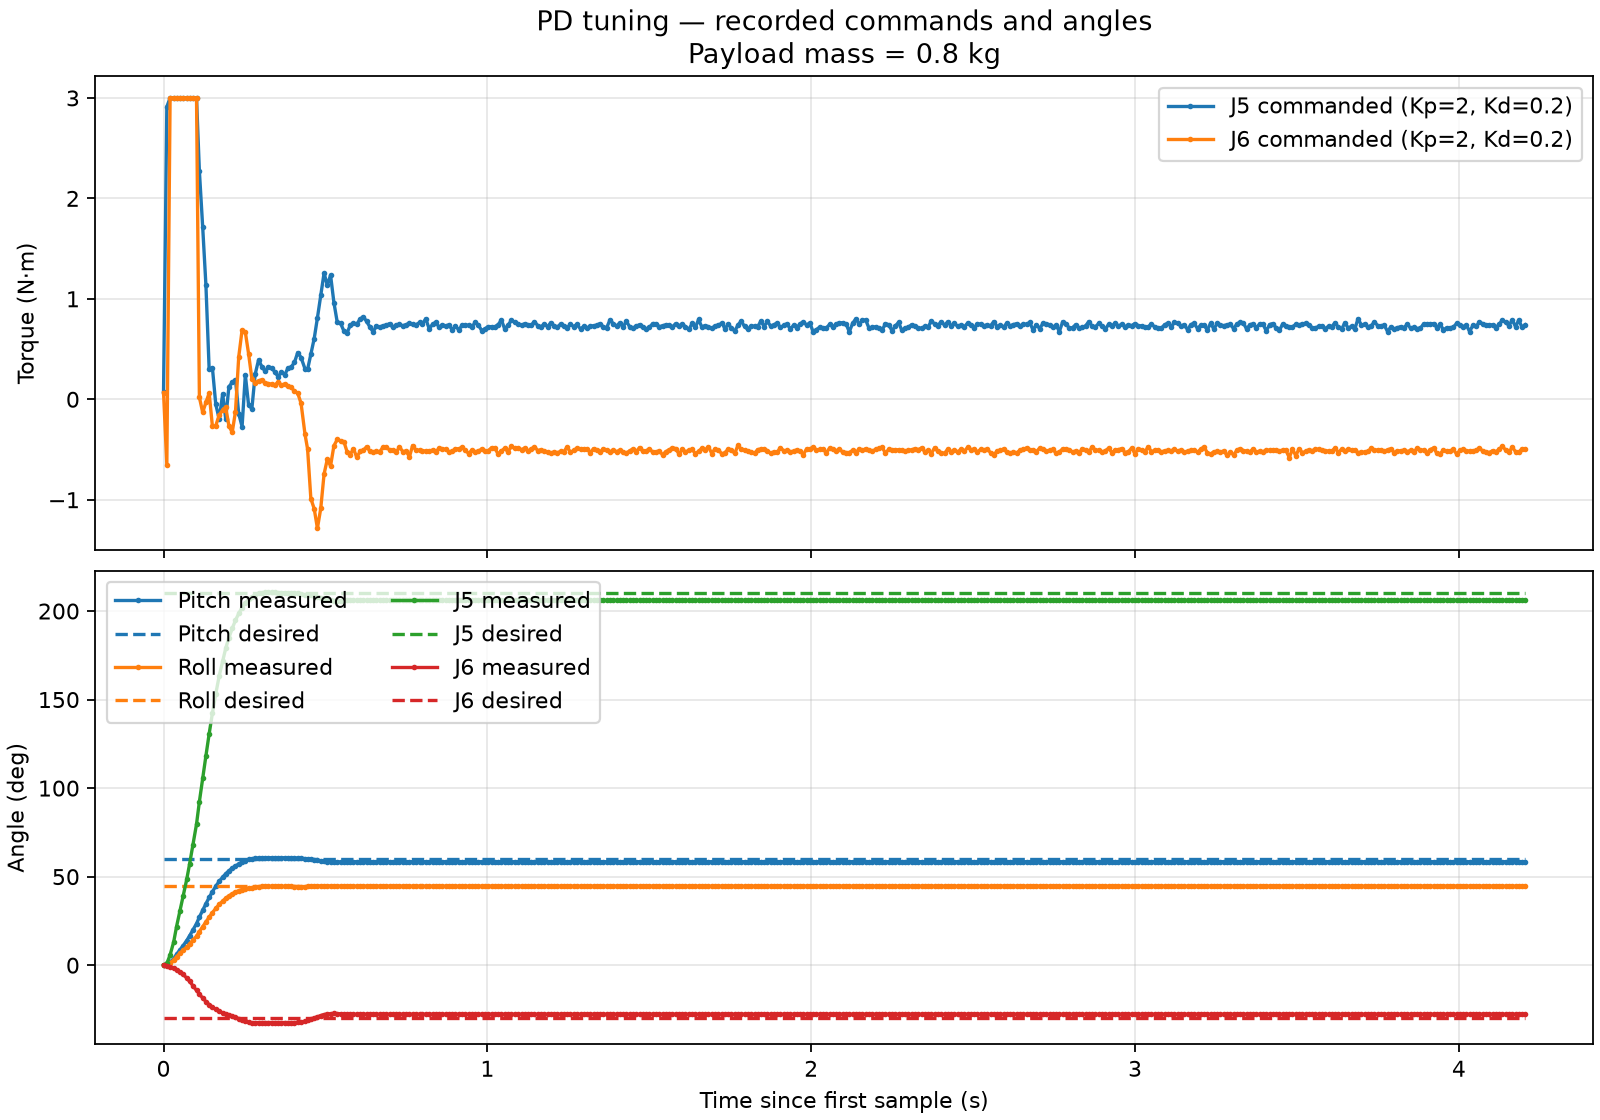 PD tuning — recorded commands and angles
Payload mass = 0.8 kg
3
2
1
0
−1
Torque (N·m)
J5 commanded (Kp=2, Kd=0.2)
J6 commanded (Kp=2, Kd=0.2)
200
150
100
50
0
Angle (deg)
Pitch measured
Pitch desired
Roll measured
Roll desired
J5 measured
J5 desired
J6 measured
J6 desired
0 1 2 3 4
Time since first sample (s)